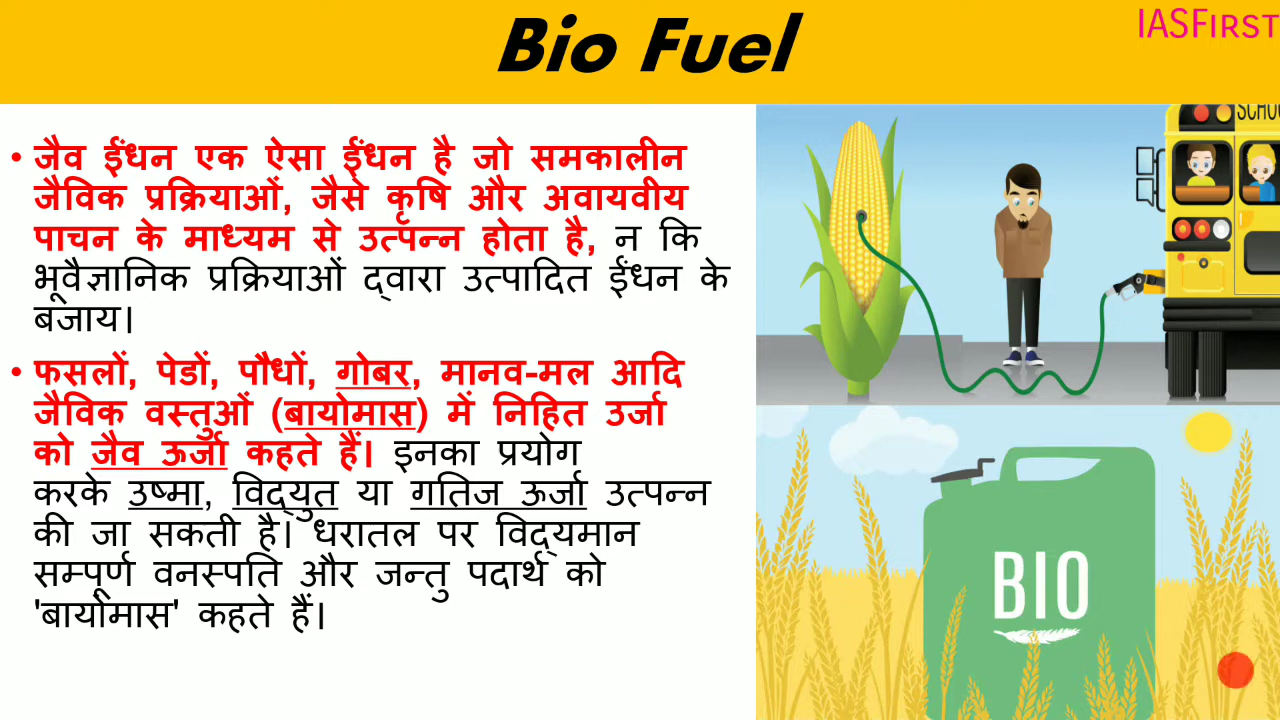 Bio Fuel
IASFIRST
• जैव ईंधन एक ऐसा ईंधन है जो समकालीन
जैविक प्रक्रियाओं, जैसे कृषि और अवायवीय
पाचन के माध्यम से उत्पन्न होता है, न कि
भूवैज्ञानिक प्रक्रियाओं द्वारा उत्पादित ईंधन के
बजाय।
• फसलों, पेडों, पौधों, गोबर, मानव-मल आदि
जैविक वस्तुओं (बायोमास) में निहित उर्जा
को जैव ऊर्जा कहते हैं। इनका प्रयोग
करके उष्मा, विद्युत या गतिज ऊर्जा उत्पन्न
की जा सकती है। धरातल पर विद्यमान
सम्पूर्ण वनस्पति और जन्तु पदार्थ को
'बायोमास' कहते हैं।
BIO